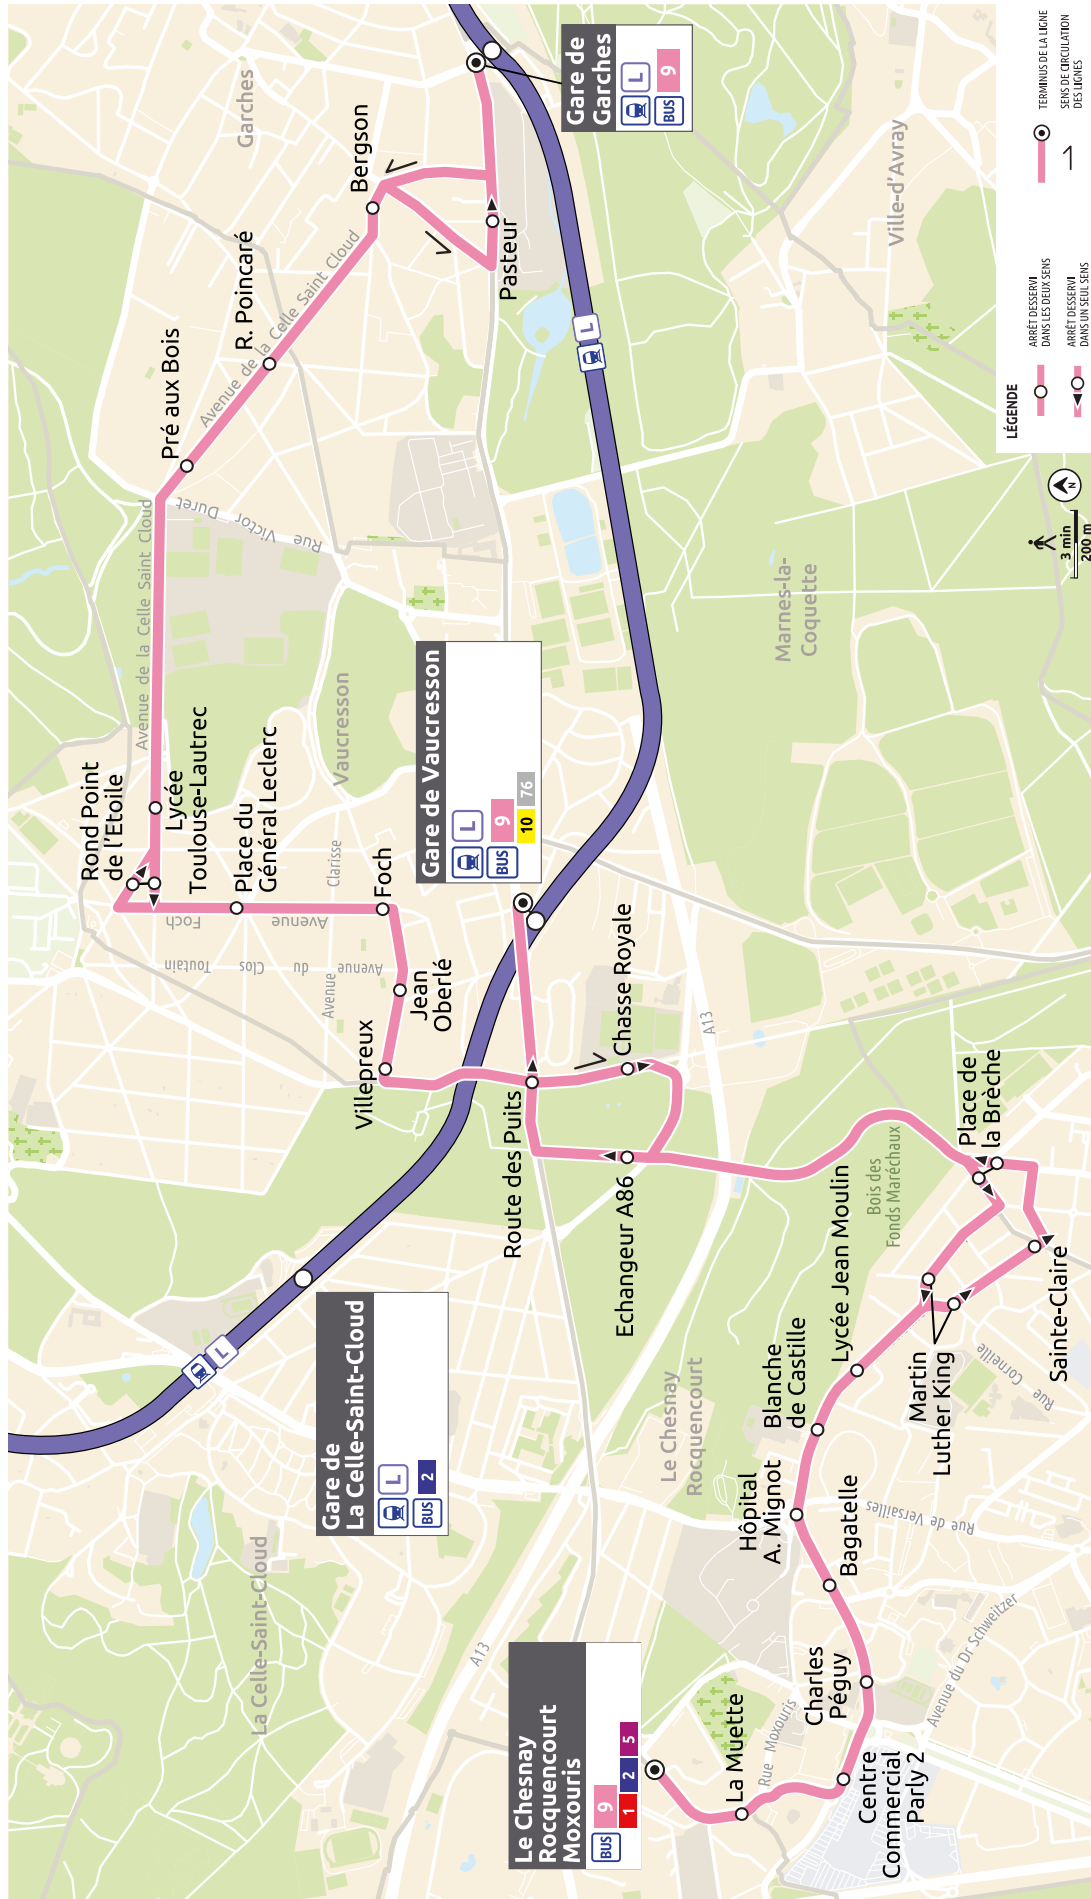 Le Chesnay
Rocquencourt
Moxouris
BUS 9
1 2 5
La Muette
Rue Moxouris
Centre
Commercial
Parly 2
Charles
Péguy
Avenue du Dr Schweitzer
Bagatelle
Hôpital
A. Mignot
Rue de Versailles
Blanche
de Castille
Lycée Jean Moulin
Martin
Luther King
Rue Corneille
Sainte-Claire
Place de
la Brèche
Bois des
Fonds Maréchaux
Le Chesnay
Rocquencourt
A13
La Celle-Saint-Cloud
Gare de
La Celle-Saint-Cloud
L
BUS 2
L
Echangeur A86
Chasse Royale
A13
Route des Puits
Gare de Vaucresson
L
BUS 9
10 76
Villepreux
Jean
Oberlé
Foch
Avenue du Clos Toutain
Avenue Foch
Avenue
Clarisse
Vaucresson
Place du
Général Leclerc
Rond Point
de l'Etoile
Lycée
Toulouse-Lautrec
Avenue de la Celle Saint Cloud
Rue Victor Duret
Pré aux Bois
R. Poincaré
Avenue de la Celle Saint Cloud
Bergson
Garches
Pasteur
Gare de
Garches
L
BUS 9
L
Marnes-la-
Coquette
Ville-d'Avray
3 min
200 m
N
LÉGENDE
ARRÊT DESSERVI
DANS LES DEUX SENS
ARRÊT DESSERVI
DANS UN SEUL SENS
TERMINUS DE LA LIGNE
SENS DE CIRCULATION
DES LIGNES